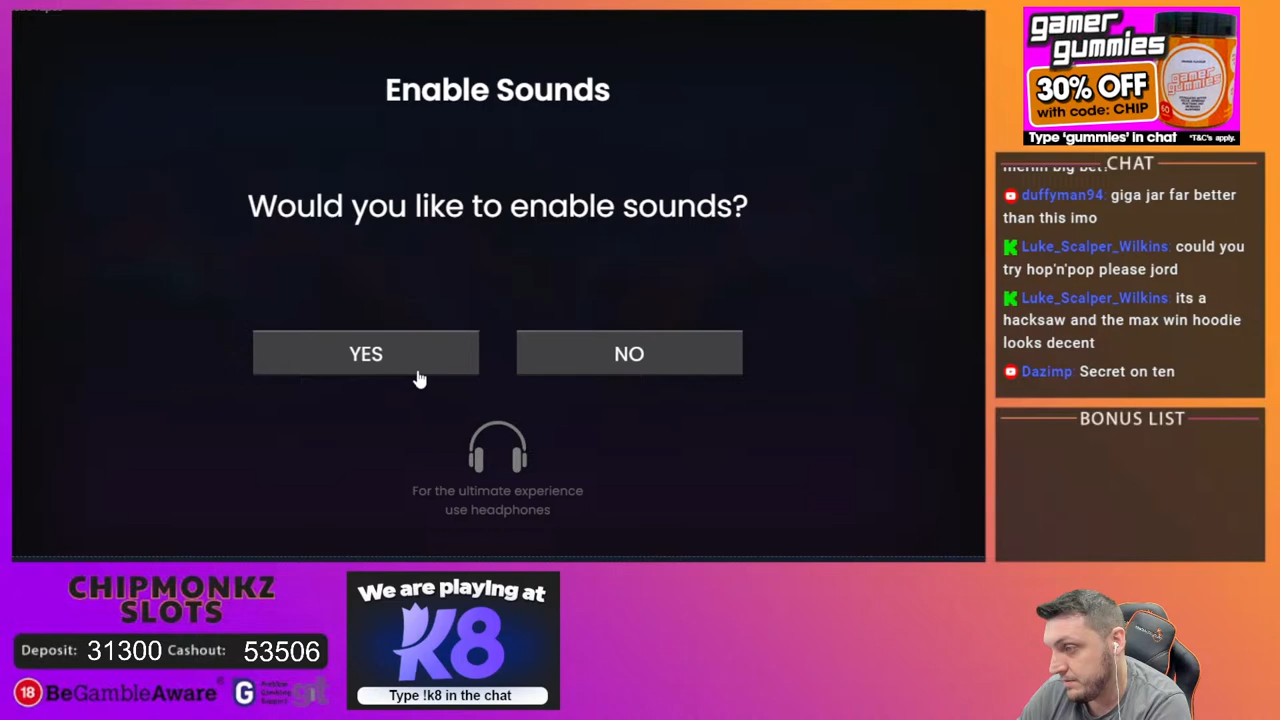 Enable Sounds
Would you like to enable sounds?
YES
NO
For the ultimate experience
use headphones
gamer
gummies
30% OFF
with code: CHIP
Type 'gummies' in chat
*T&C's apply.
gamer
gummies
60
CHAT
duffyman94: giga jar far better
than this imo
Luke_Scalper_Wilkins: could you
try hop'n'pop please jord
Luke_Scalper_Wilkins: its a
hacksaw and the max win hoodie
looks decent
Dazimp: Secret on ten
BONUS LIST
CHIPMONKZ
SLOTS
Deposit: 31300 Cashout: 53506
18 BeGambleAware
We are playing at
K8
Type !k8 in the chat